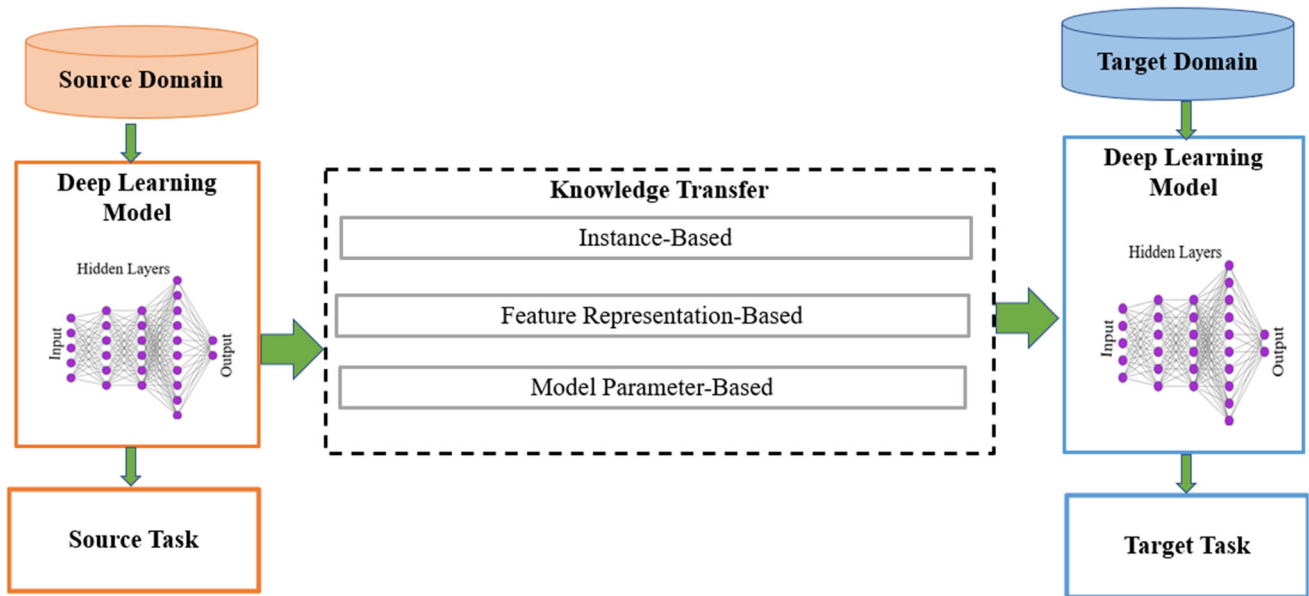 Source Domain
Deep Learning
Model
Hidden Layers
Input
Output
Source Task
Knowledge Transfer
Instance-Based
Feature Representation-Based
Model Parameter-Based
Target Domain
Deep Learning
Model
Hidden Layers
Input
Output
Target Task